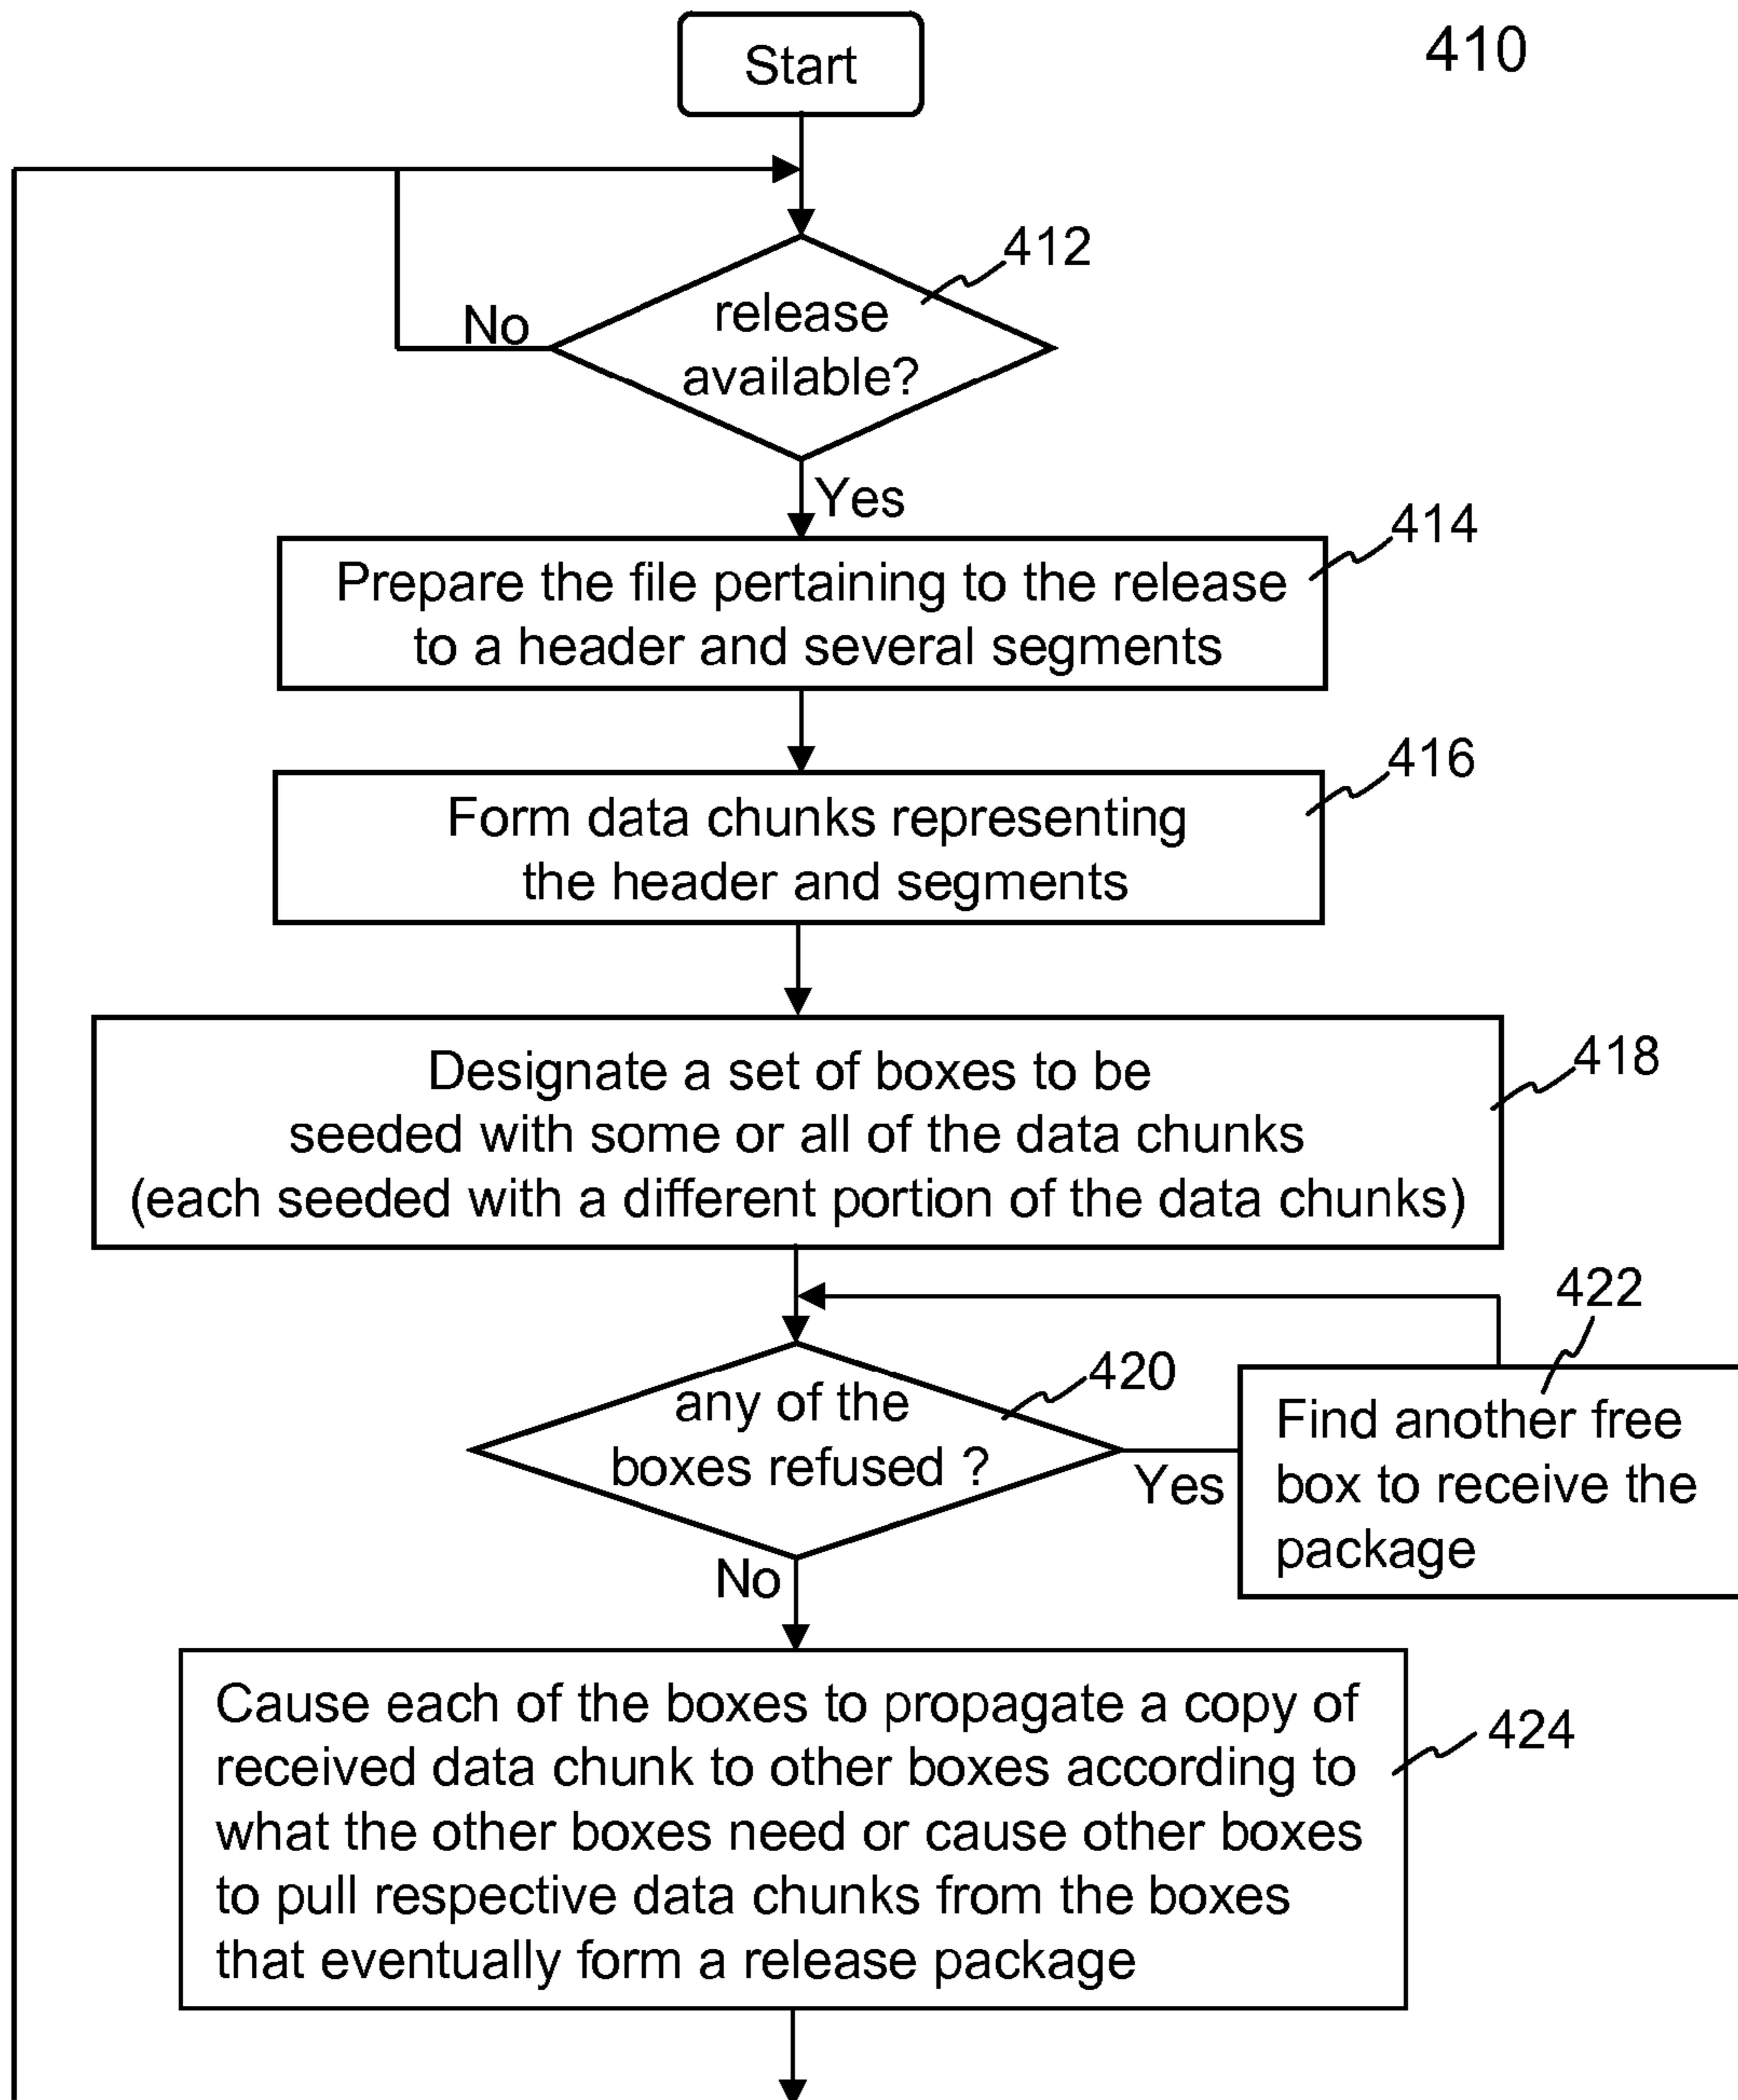 410
Start
412
release
available?
No
Yes
414
Prepare the file pertaining to the release
to a header and several segments
416
Form data chunks representing
the header and segments
418
Designate a set of boxes to be
seeded with some or all of the data chunks
(each seeded with a different portion of the data chunks)
422
420
any of the
boxes refused ?
Yes
Find another free
box to receive the
package
No
424
Cause each of the boxes to propagate a copy of
received data chunk to other boxes according to
what the other boxes need or cause other boxes
to pull respective data chunks from the boxes
that eventually form a release package